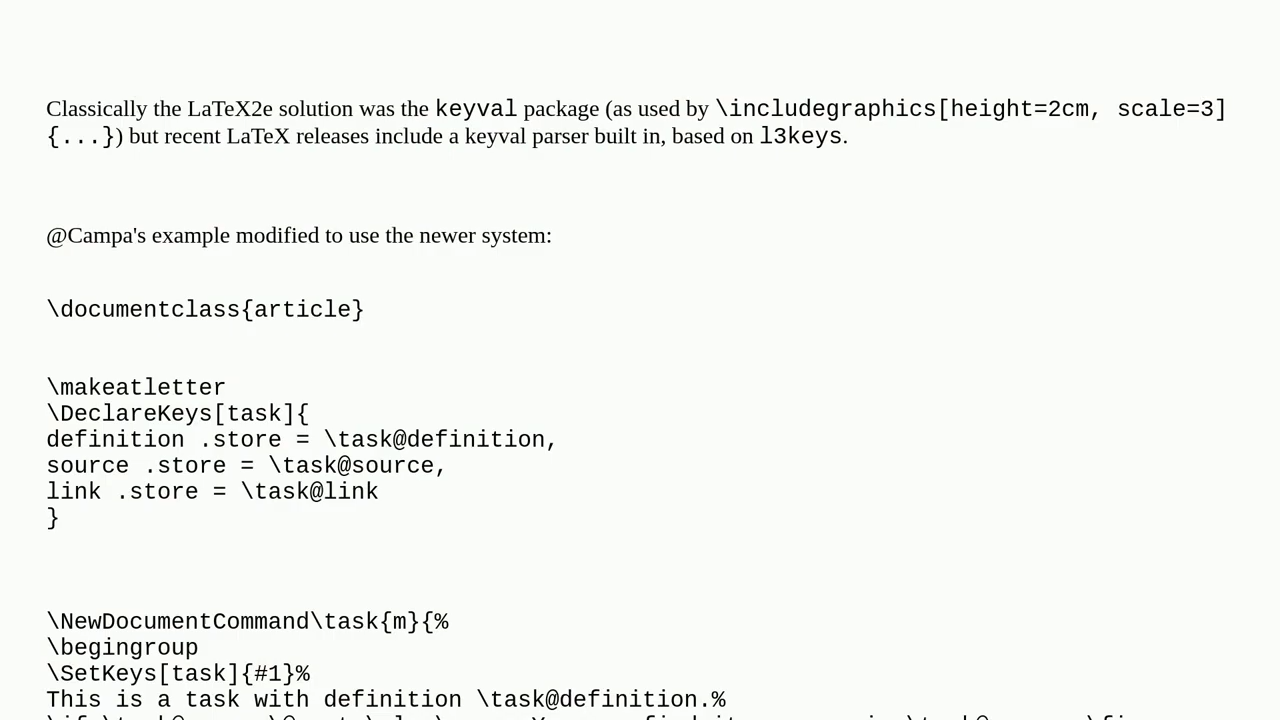 Classically the LaTeX2e solution was the keyval package (as used by \includegraphics[height=2cm, scale=3]
{...}) but recent LaTeX releases include a keyval parser built in, based on l3keys.
@Campa's example modified to use the newer system:
\documentclass{article}
\makeatletter
\DeclareKeys[task]{
definition .store = \task@definition,
source .store = \task@source,
link .store = \task@link
}
\NewDocumentCommand\task{m}{%
\begingroup
\SetKeys[task]{#1}%
This is a task with definition \task@definition.%